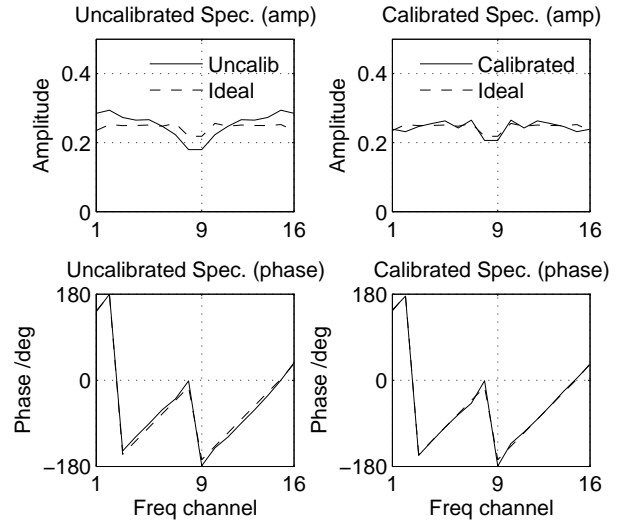 Uncalibrated Spec. (amp)
Calibrated Spec. (amp)
Amplitude
0.4
0.2
0
1
9
16
Uncalib
Ideal
Amplitude
0.4
0.2
0
1
9
16
Calibrated
Ideal
Uncalibrated Spec. (phase)
Calibrated Spec. (phase)
Phase /deg
180
0
−180
1
9
16
Freq channel
Phase /deg
180
0
−180
1
9
16
Freq channel